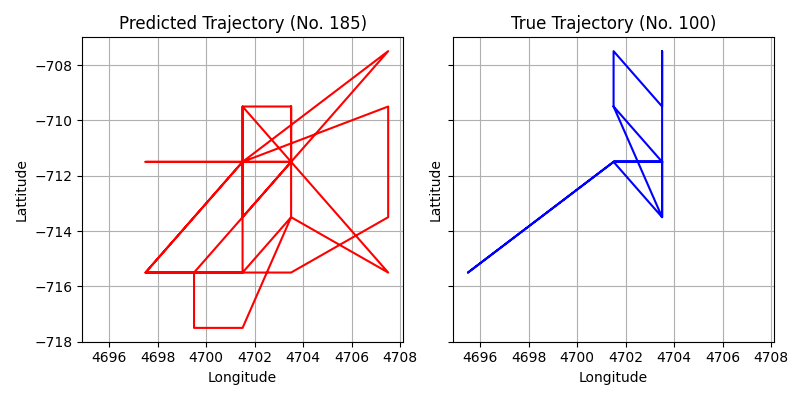 Predicted Trajectory (No. 185)
True Trajectory (No. 100)
−708
−710
−712
−714
−716
−718
Lattitude
Lattitude
4696 4698 4700 4702 4704 4706 4708
4696 4698 4700 4702 4704 4706 4708
Longitude
Longitude